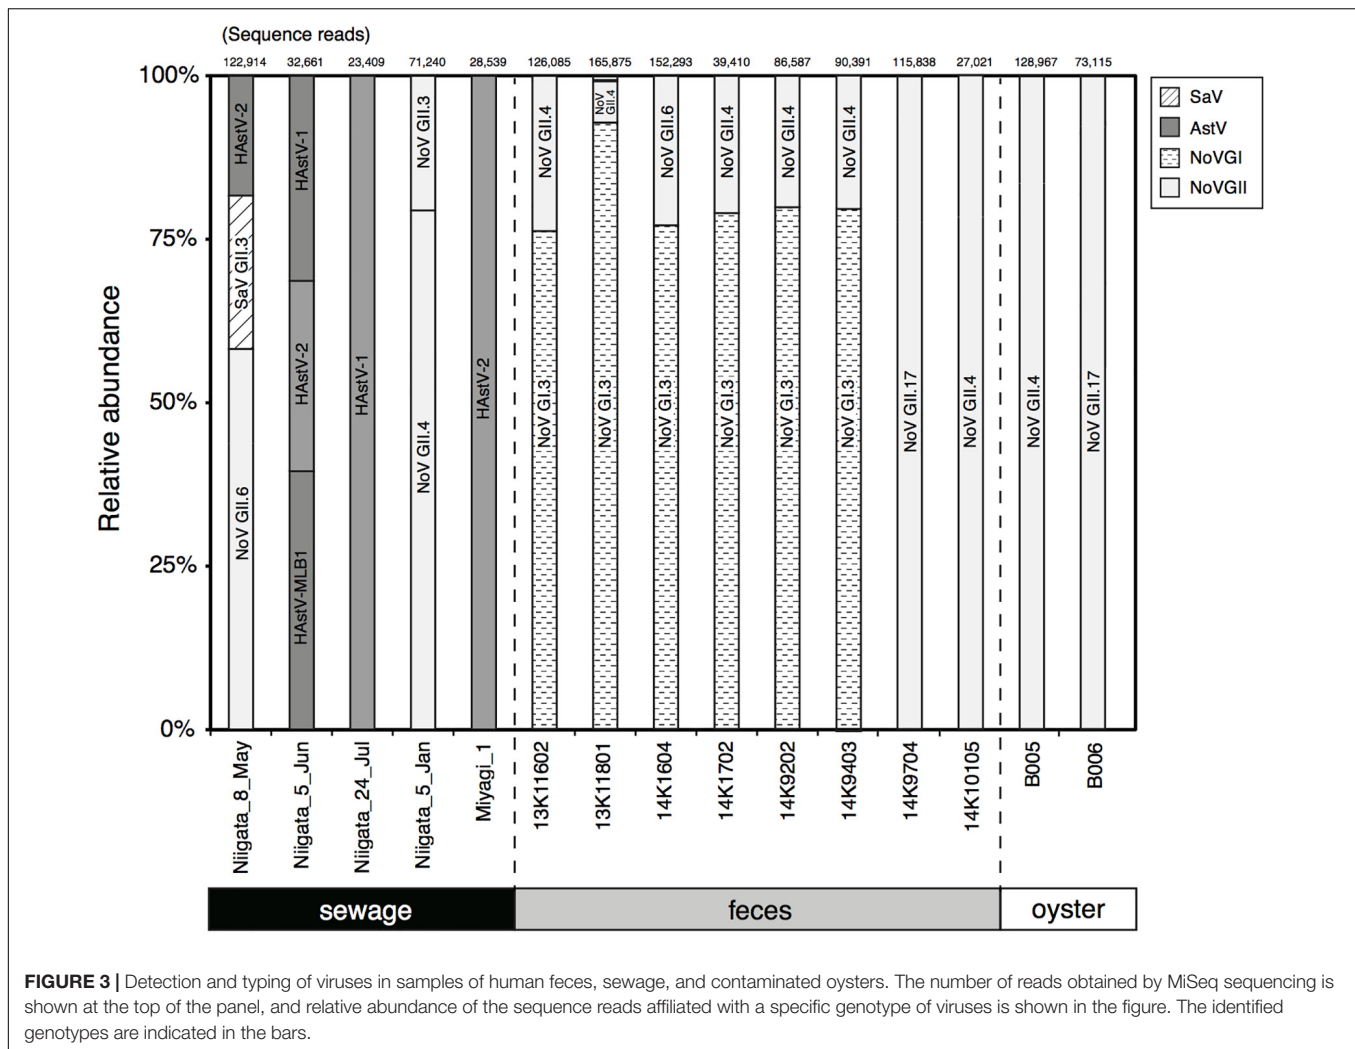 (Sequence reads)
122,914 32,661 23,409 71,240 28,539 126,085 165,875 152,293 39,410 86,587 90,391 115,838 27,021 128,967 73,115
100%
75%
50%
25%
0%
Relative abundance
HAstV-2
SaV GII.3
NoV GII.6
HAstV-1
HAstV-2
HAstV-MLB1
HAstV-1
NoV GII.3
NoV GII.4
HAstV-2
NoV GII.4
NoV GI.3
NoV
GII.4
NoV GI.3
NoV GII.6
NoV GI.3
NoV GII.4
NoV GI.3
NoV GII.4
NoV GI.3
NoV GII.4
NoV GI.3
NoV GII.17
NoV GII.4
NoV GII.4
NoV GII.17
SaV
AstV
NoVGI
NoVGII
Niigata_8_May
Niigata_5_Jun
Niigata_24_Jul
Niigata_5_Jan
Miyagi_1
13K11602
13K11801
14K1604
14K1702
14K9202
14K9403
14K9704
14K10105
B005
B006
sewage feces oyster
FIGURE 3 | Detection and typing of viruses in samples of human feces, sewage, and contaminated oysters. The number of reads obtained by MiSeq sequencing is
shown at the top of the panel, and relative abundance of the sequence reads affiliated with a specific genotype of viruses is shown in the figure. The identified
genotypes are indicated in the bars.